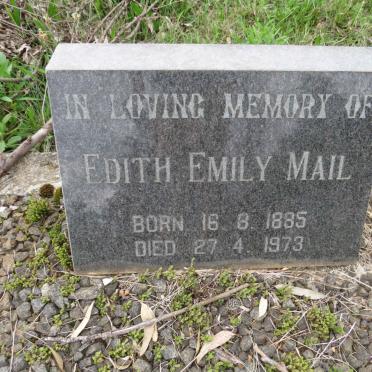 IN LOVING MEMORY OF
EDITH EMILY MAIL
BORN 16 8 1885
DIED 27 4 1973